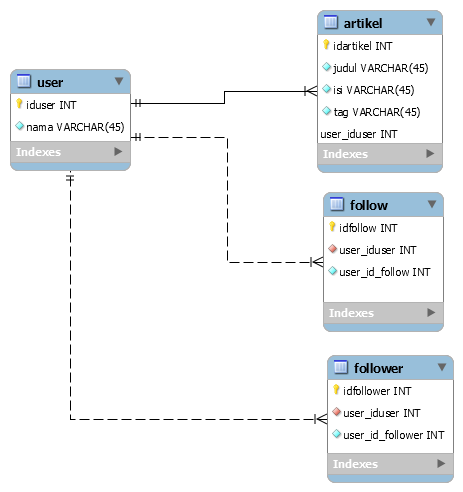 user
iduser INT
nama VARCHAR(45)
Indexes
artikel
idartikel INT
judul VARCHAR(45)
isi VARCHAR(45)
tag VARCHAR(45)
user_iduser INT
Indexes
follow
idfollow INT
user_iduser INT
user_id_follow INT
Indexes
follower
idfollower INT
user_iduser INT
user_id_follower INT
Indexes